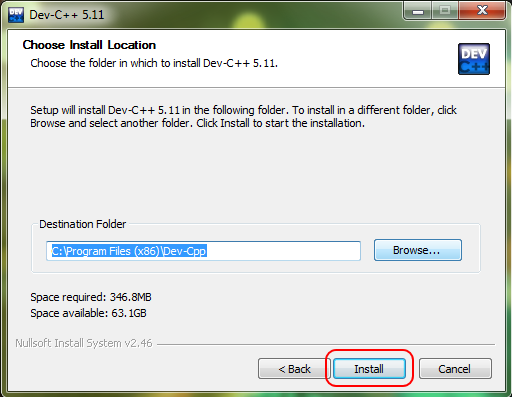 Dev-C++ 5.11
Choose Install Location
Choose the folder in which to install Dev-C++ 5.11.
DEV
C++
Setup will install Dev-C++ 5.11 in the following folder. To install in a different folder, click
Browse and select another folder. Click Install to start the installation.
Destination Folder
C:\Program Files (x86)\Dev-Cpp
Browse...
Space required: 346.8MB
Space available: 63.1GB
Nullsoft Install System v2.46
< Back
Install
Cancel